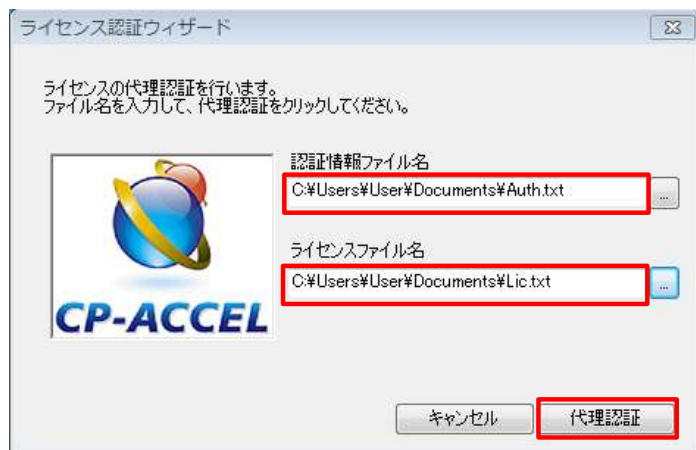 ライセンス認証ウィザード
ライセンスの代理認証を行います。
ファイル名を入力して、代理認証をクリックしてください。
認証情報ファイル名
C:¥Users¥User¥Documents¥Auth.txt
...
ライセンスファイル名
C:¥Users¥User¥Documents¥Lic.txt
...
CP-ACCEL
キャンセル
代理認証